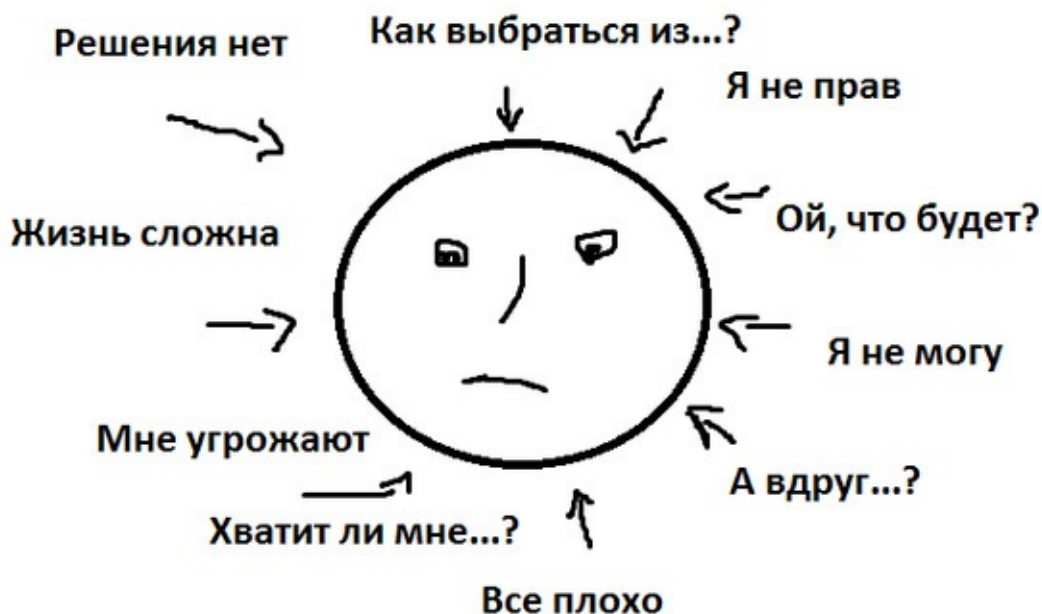 Решения нет
Как выбраться из...?
Я не прав
Ой, что будет?
Жизнь сложна
Я не могу
Мне угрожают
А вдруг...?
Хватит ли мне...?
Все плохо